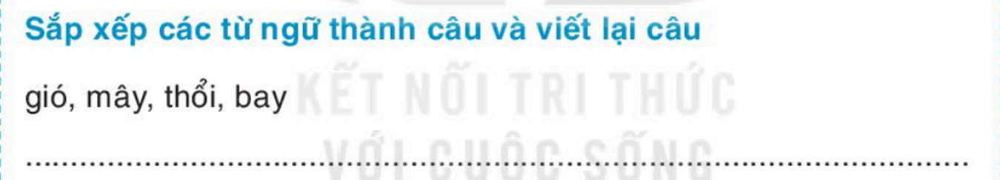 Sắp xếp các từ ngữ thành câu và viết lại câu
gió, mây, thổi, bay
KẾT NỐI TRI THỨC
VỚI CUỘC SỐNG
................................................................................